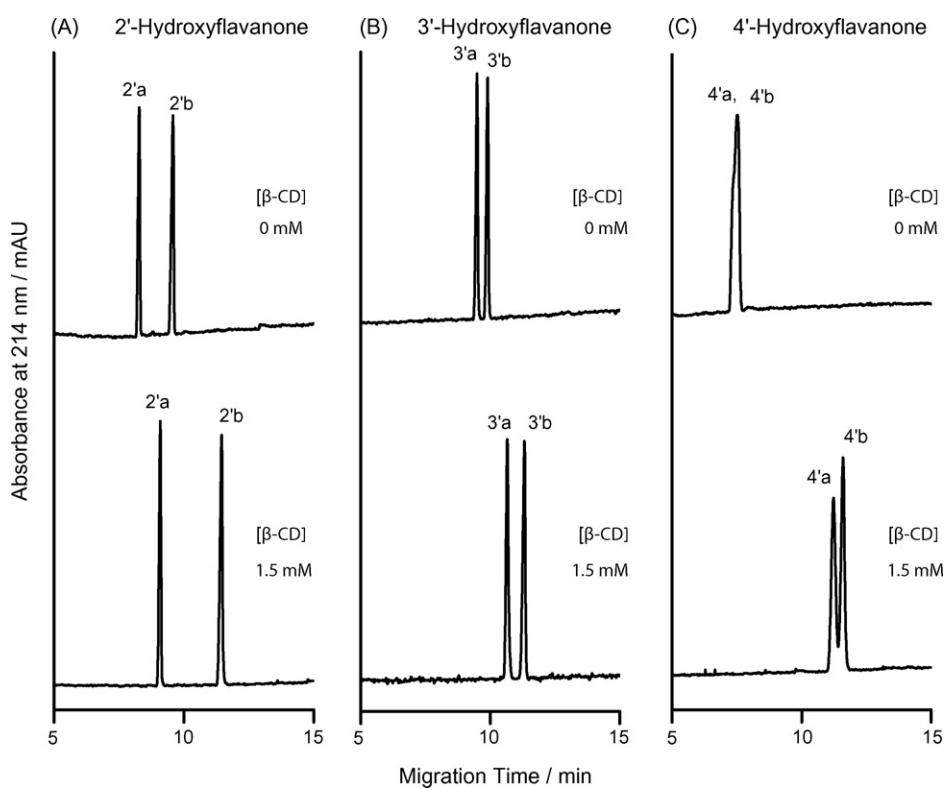 (A) 2'-Hydroxyflavanone
2'a
2'b
[β-CD]
0 mM
2'a
2'b
[β-CD]
1.5 mM
5 10 15
(B) 3'-Hydroxyflavanone
3'a
3'b
[β-CD]
0 mM
3'a 3'b
[β-CD]
1.5 mM
5 10 15
(C) 4'-Hydroxyflavanone
4'a, 4'b
[β-CD]
0 mM
4'b
4'a
[β-CD]
1.5 mM
5 10 15
Absorbance at 214 nm / mAU
Migration Time / min